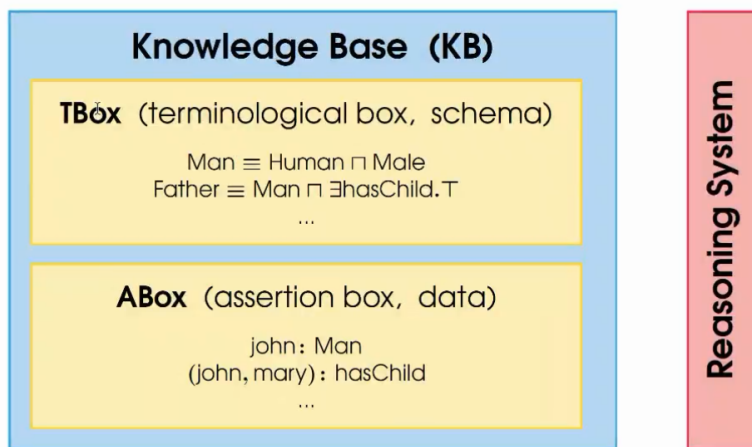 Knowledge Base (KB)
TBox (terminological box, schema)
Man ≡ Human ⊓ Male
Father ≡ Man ⊓ ∃hasChild.⊤
...
ABox (assertion box, data)
john: Man
(john, mary): hasChild
...
Reasoning System